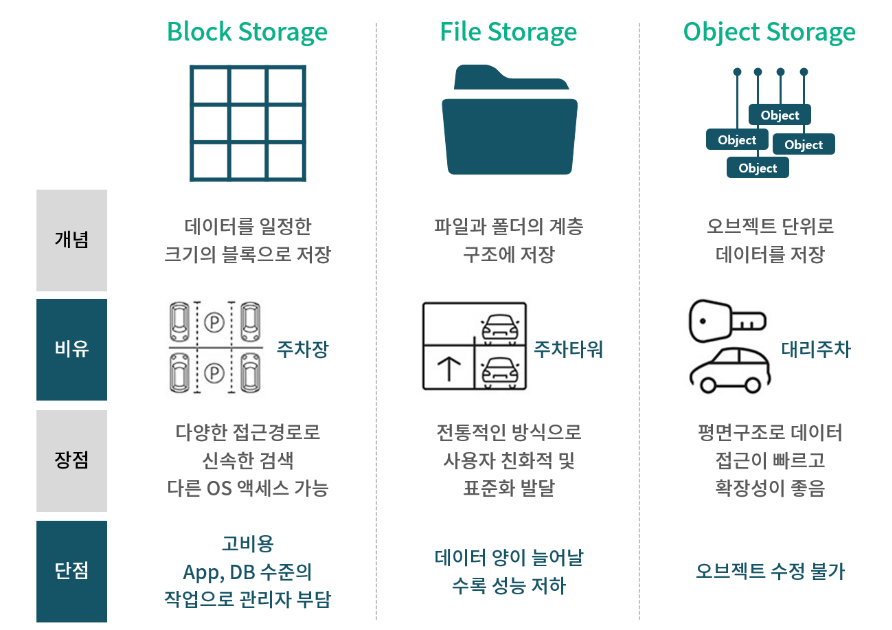 Block Storage
File Storage
Object Storage
Object
Object
Object
Object
개념
데이터를 일정한
크기의 블록으로 저장
파일과 폴더의 계층
구조에 저장
오브젝트 단위로
데이터를 저장
비유
P
P
주차장
주차타워
대리주차
장점
다양한 접근경로로
신속한 검색
다른 OS 액세스 가능
전통적인 방식으로
사용자 친화적 및
표준화 발달
평면구조로 데이터
접근이 빠르고
확장성이 좋음
단점
고비용
App, DB 수준의
작업으로 관리자 부담
데이터 양이 늘어날
수록 성능 저하
오브젝트 수정 불가